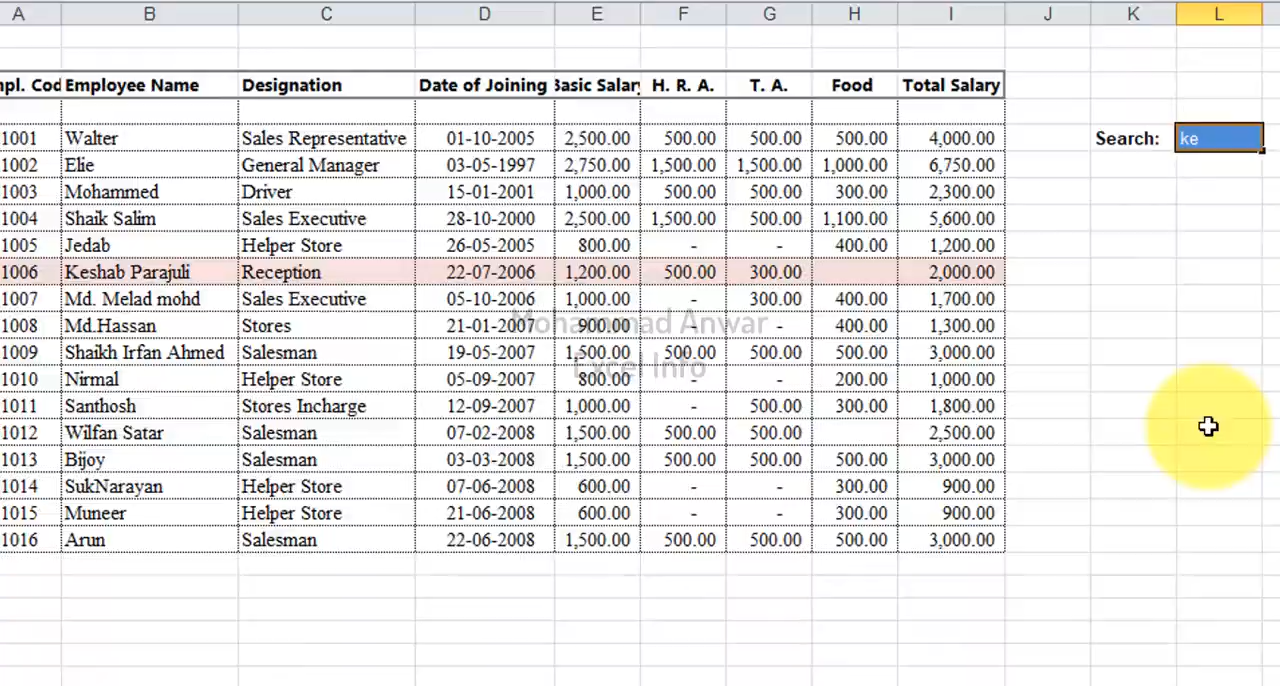 A B C D E F G H I J K L
mpl. Cod Employee Name Designation Date of Joining Basic Salary H. R. A. T. A. Food Total Salary
1001 Walter Sales Representative 01-10-2005 2,500.00 500.00 500.00 500.00 4,000.00 Search: ke
1002 Elie General Manager 03-05-1997 2,750.00 1,500.00 1,500.00 1,000.00 6,750.00
1003 Mohammed Driver 15-01-2001 1,000.00 500.00 500.00 300.00 2,300.00
1004 Shaik Salim Sales Executive 28-10-2000 2,500.00 1,500.00 500.00 1,100.00 5,600.00
1005 Jedab Helper Store 26-05-2005 800.00 - - 400.00 1,200.00
1006 Keshab Parajuli Reception 22-07-2006 1,200.00 500.00 300.00 2,000.00
1007 Md. Melad mohd Sales Executive 05-10-2006 1,000.00 - 300.00 400.00 1,700.00
1008 Md.Hassan Stores 21-01-2007 900.00 - - 400.00 1,300.00
Mohammad Anwar
1009 Shaikh Irfan Ahmed Salesman 19-05-2007 1,500.00 500.00 500.00 500.00 3,000.00
Excel Info
1010 Nirmal Helper Store 05-09-2007 800.00 - - 200.00 1,000.00
1011 Santhosh Stores Incharge 12-09-2007 1,000.00 - 500.00 300.00 1,800.00
1012 Wilfan Satar Salesman 07-02-2008 1,500.00 500.00 500.00 2,500.00
1013 Bijoy Salesman 03-03-2008 1,500.00 500.00 500.00 500.00 3,000.00
1014 SukNarayan Helper Store 07-06-2008 600.00 - - 300.00 900.00
1015 Muneer Helper Store 21-06-2008 600.00 - - 300.00 900.00
1016 Arun Salesman 22-06-2008 1,500.00 500.00 500.00 500.00 3,000.00